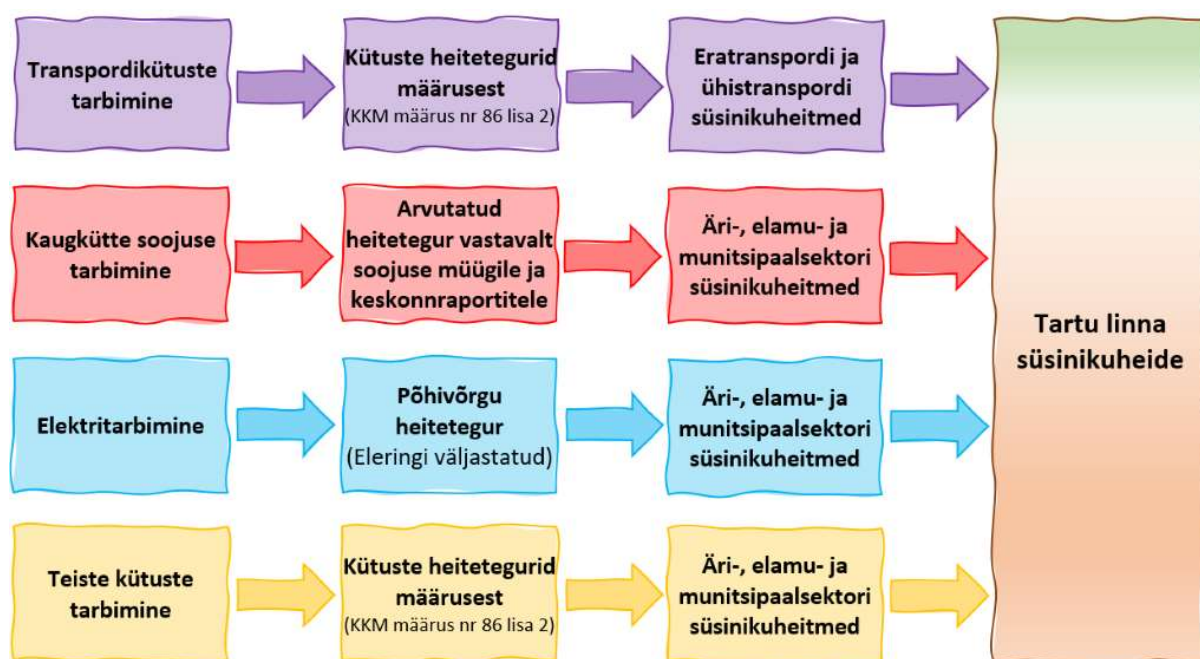 Transpordikütuste
tarbimine
Kütuste heitetegurid
määrusest
(KKM määrus nr 86 lisa 2)
Eratranspordi ja
ühistranspordi
süsinikuheitmed
Kaugkütte soojuse
tarbimine
Arvutatud
heitetegur vastavalt
soojuse müügile ja
keskonnraportitele
Äri-, elamu- ja
munitsipaalsektori
süsinikuheitmed
Elektritarbimine
Põhivõrgu
heitetegur
(Eleringi väljastatud)
Äri-, elamu- ja
munitsipaalsektori
süsinikuheitmed
Teiste kütuste
tarbimine
Kütuste heitetegurid
määrusest
(KKM määrus nr 86 lisa 2)
Äri-, elamu- ja
munitsipaalsektori
süsinikuheitmed
Tartu linna
süsinikuheide